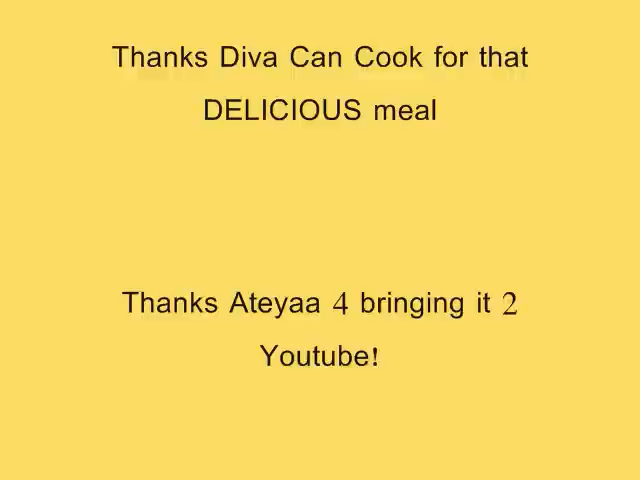 Thanks Diva Can Cook for that
DELICIOUS meal
Thanks Ateyaa 4 bringing it 2
Youtube!